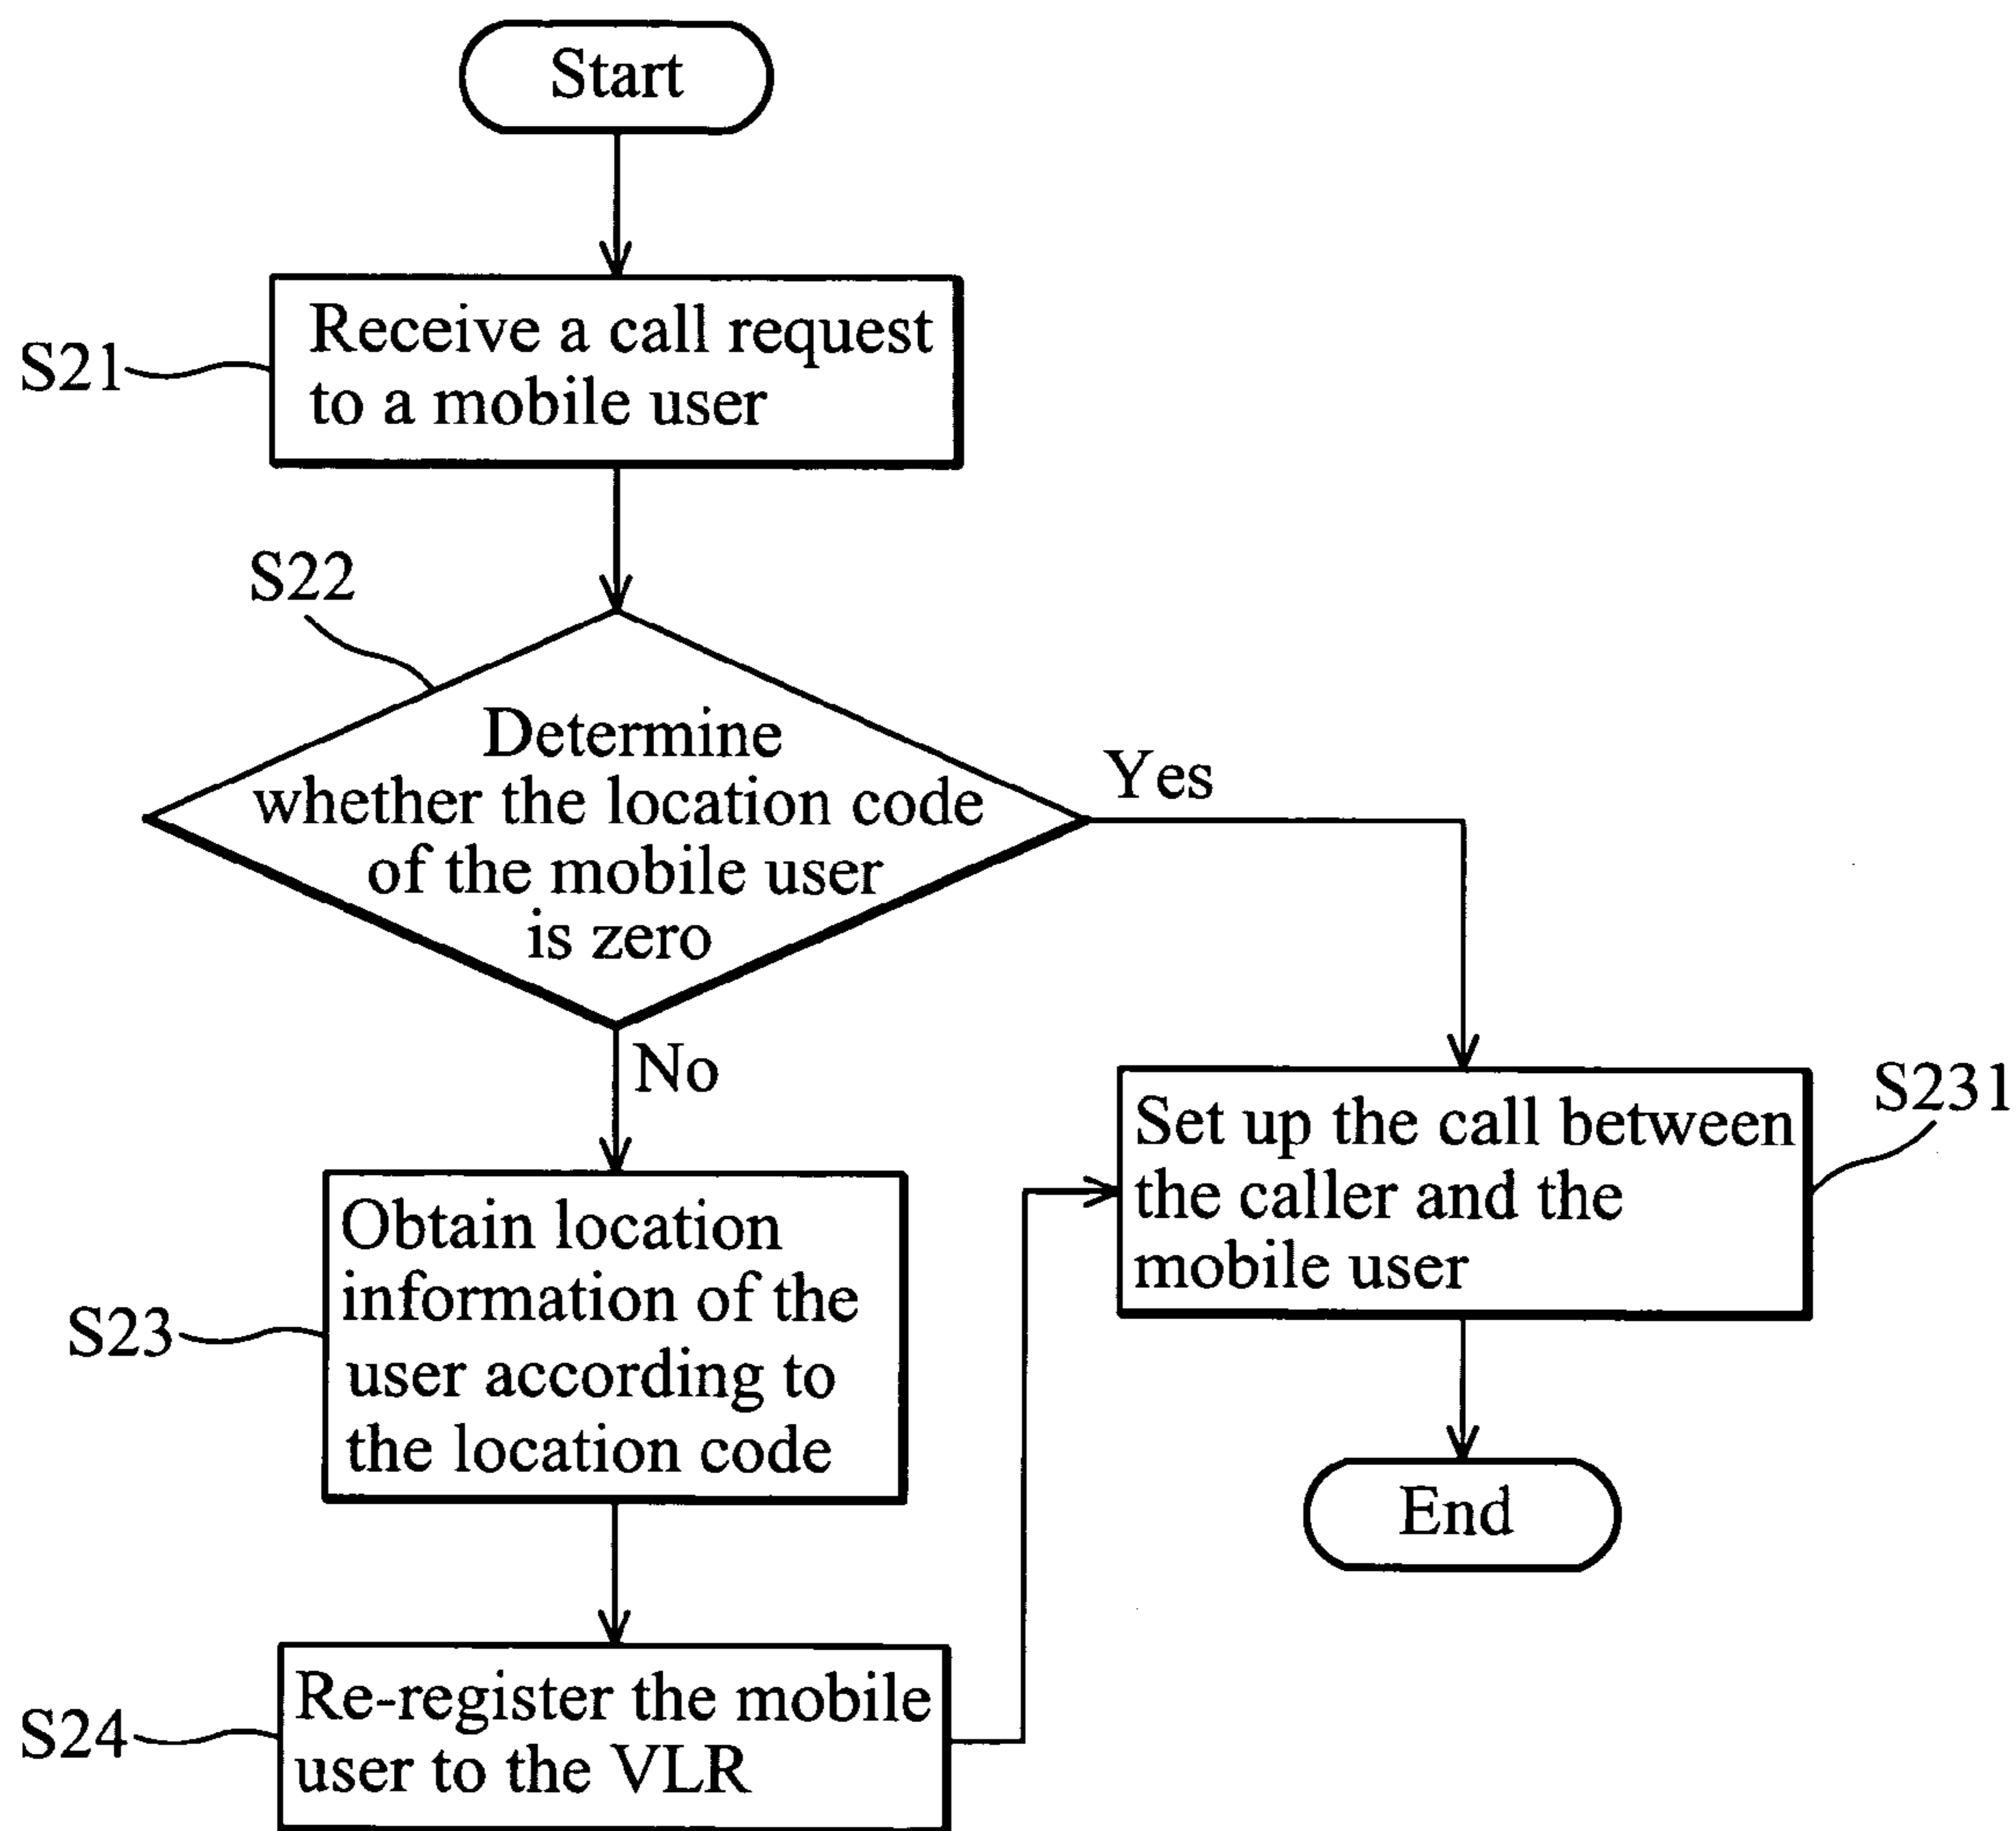 Start
S21
Receive a call request
to a mobile user
S22
Determine
whether the location code
of the mobile user
is zero
Yes
No
S231
Set up the call between
the caller and the
mobile user
S23
Obtain location
information of the
user according to
the location code
End
S24
Re-register the mobile
user to the VLR